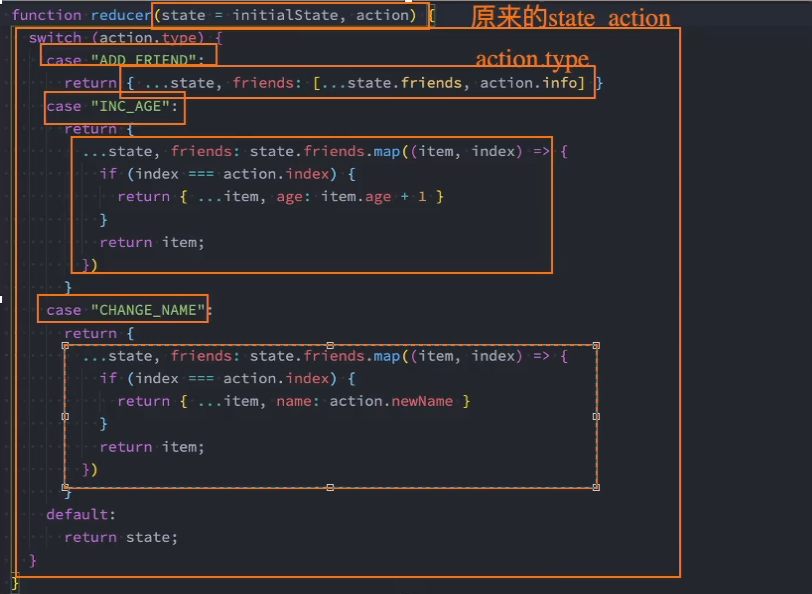 function reducer(state = initialState, action) { 原来的state action
switch (action.type) {
case "ADD_FRIEND": action.type
return { ...state, friends: [...state.friends, action.info] }
case "INC_AGE":
return {
...state, friends: state.friends.map((item, index) => {
if (index === action.index) {
return { ...item, age: item.age + 1 }
}
return item;
})
}
case "CHANGE_NAME":
return {
...state, friends: state.friends.map((item, index) => {
if (index === action.index) {
return { ...item, name: action.newName }
}
return item;
})
}
default:
return state;
}
}